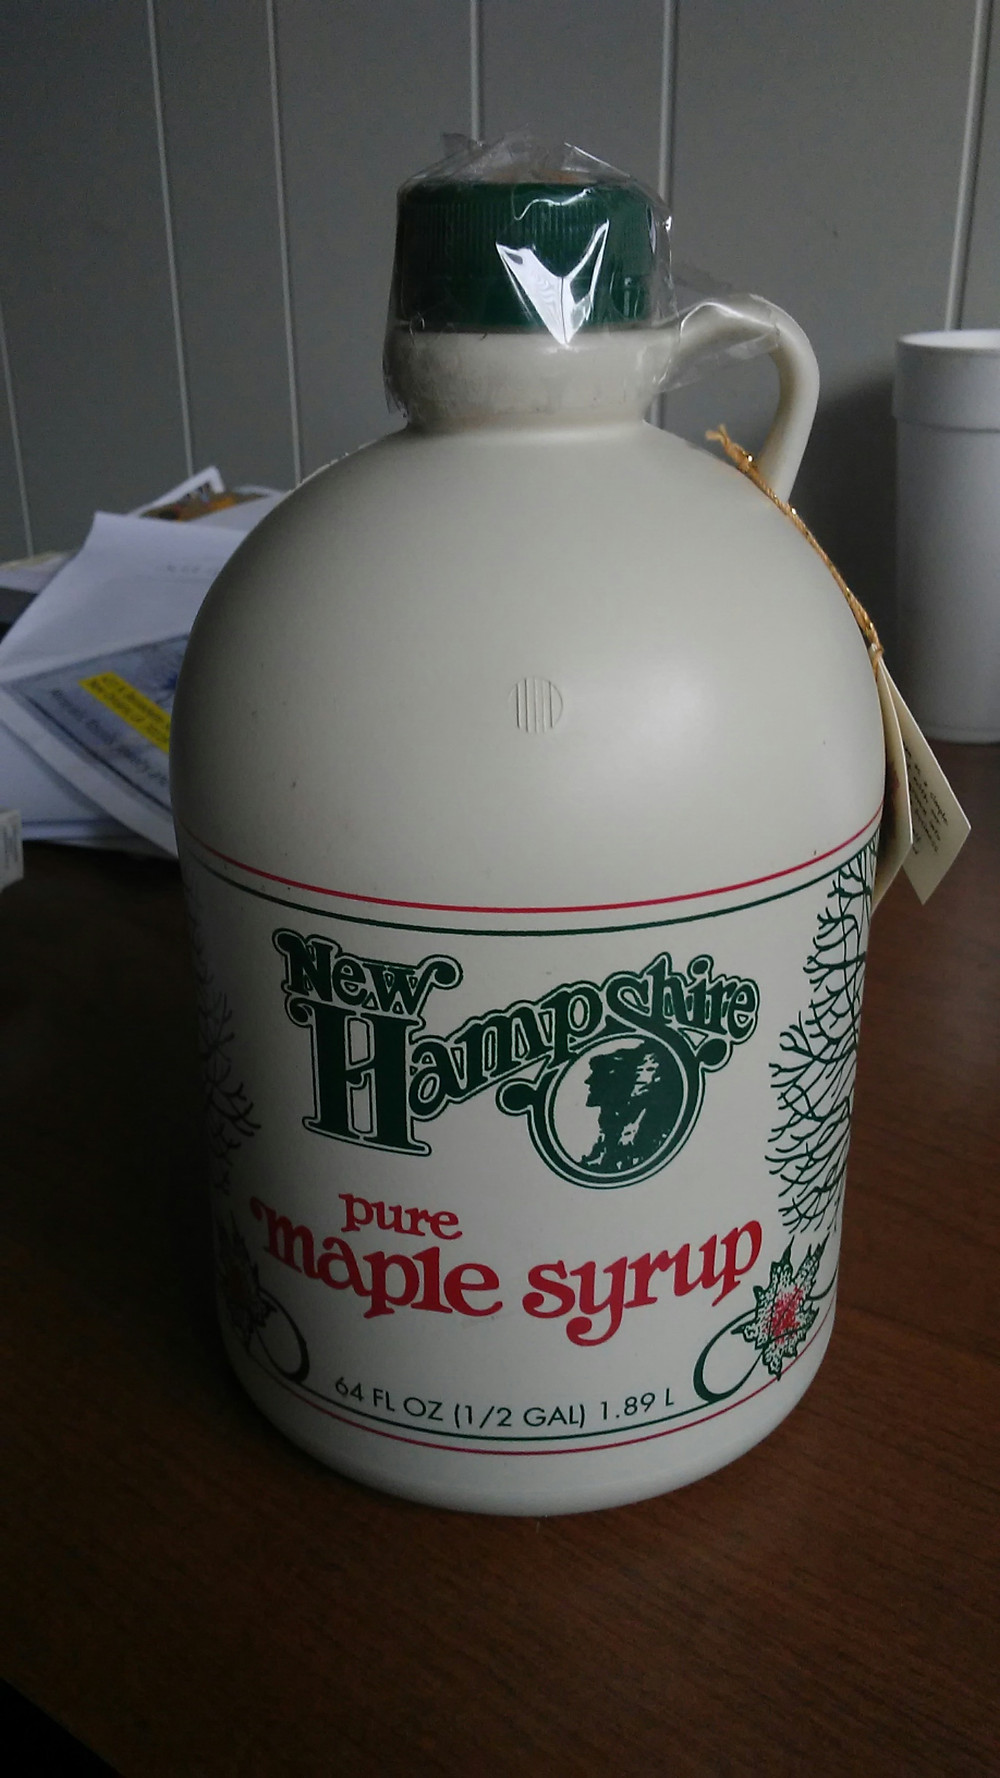 New
Hampshire
pure
maple syrup
64 FL OZ (1/2 GAL) 1.89 L